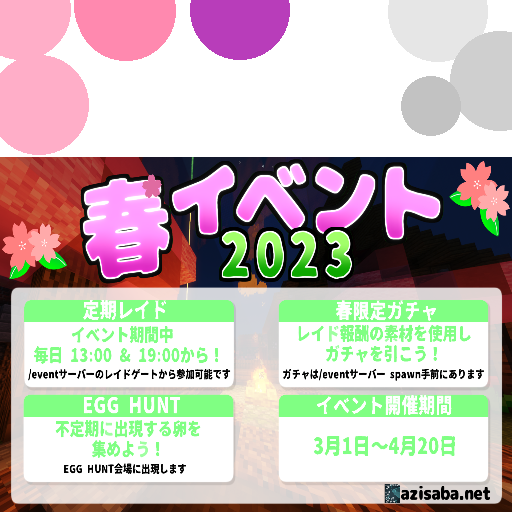 春イベント
2023
定期レイド
イベント期間中
毎日 13:00 & 19:00から！
/eventサーバーのレイドゲートから参加可能です
春限定ガチャ
レイド報酬の素材を使用し
ガチャを引こう！
ガチャは/eventサーバー spawn手前にあります
EGG HUNT
不定期に出現する卵を
集めよう！
EGG HUNT会場に出現します
イベント開催期間
3月1日～4月20日
azisaba.net